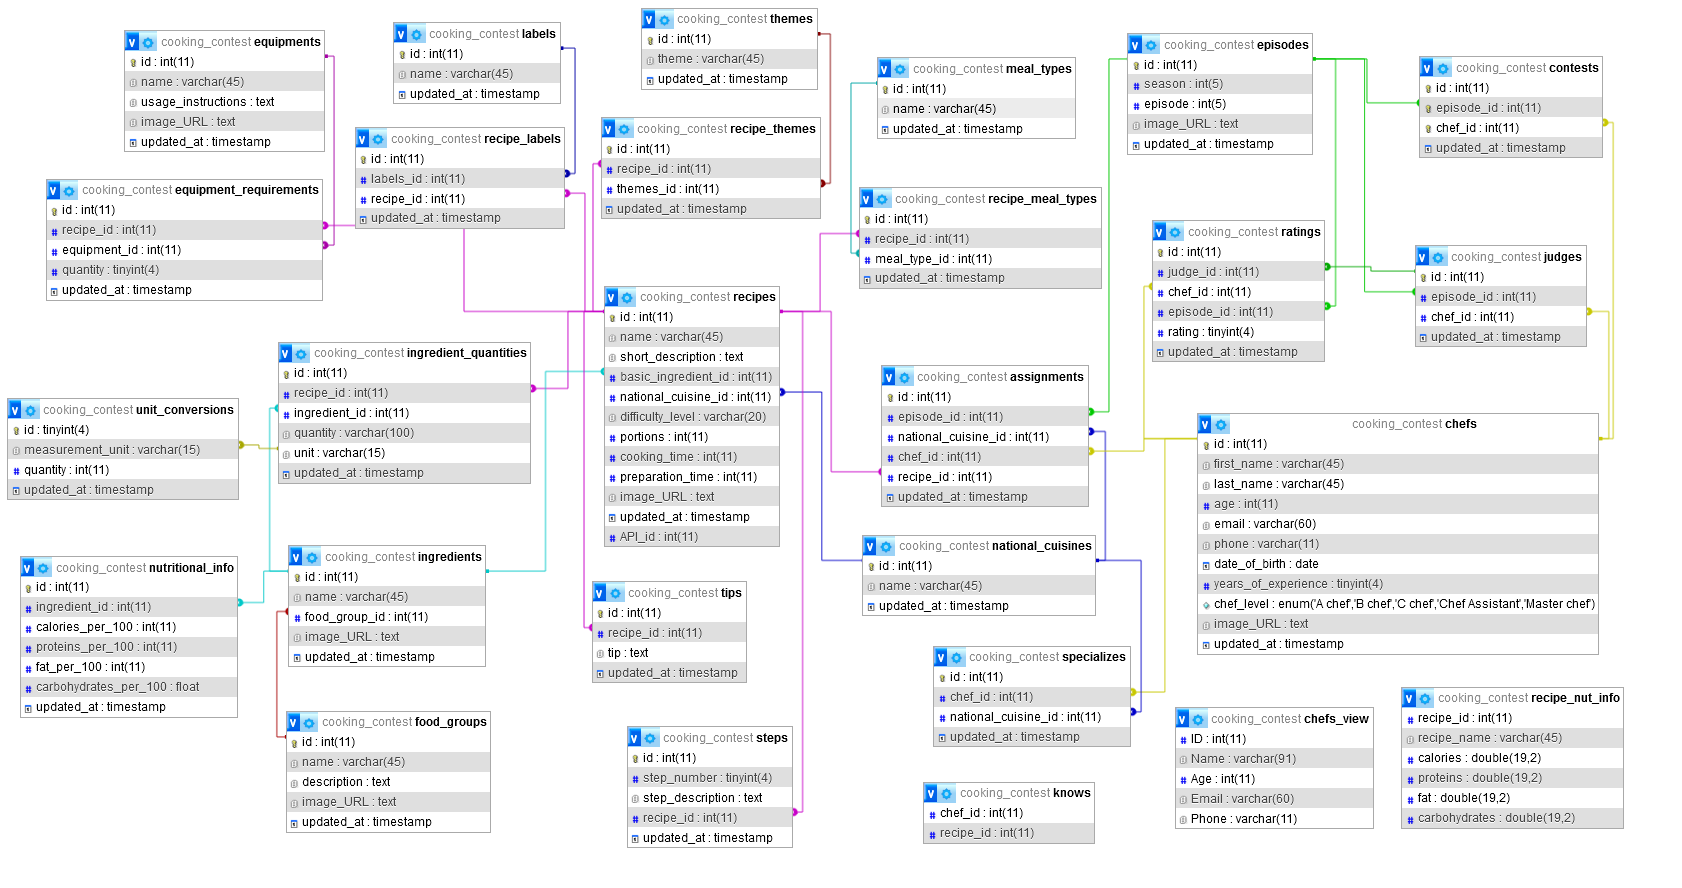 cooking_contest equipments
id : int(11)
name : varchar(45)
usage_instructions : text
image_URL : text
updated_at : timestamp
cooking_contest labels
id : int(11)
name : varchar(45)
updated_at : timestamp
cooking_contest themes
id : int(11)
theme : varchar(45)
updated_at : timestamp
cooking_contest meal_types
id : int(11)
name : varchar(45)
updated_at : timestamp
cooking_contest episodes
id : int(11)
season : int(5)
episode : int(5)
image_URL : text
updated_at : timestamp
cooking_contest contests
id : int(11)
episode_id : int(11)
chef_id : int(11)
updated_at : timestamp
cooking_contest equipment_requirements
id : int(11)
recipe_id : int(11)
equipment_id : int(11)
quantity : tinyint(4)
updated_at : timestamp
cooking_contest recipe_labels
id : int(11)
labels_id : int(11)
recipe_id : int(11)
updated_at : timestamp
cooking_contest recipe_themes
id : int(11)
recipe_id : int(11)
themes_id : int(11)
updated_at : timestamp
cooking_contest recipe_meal_types
id : int(11)
recipe_id : int(11)
meal_type_id : int(11)
updated_at : timestamp
cooking_contest ratings
id : int(11)
judge_id : int(11)
chef_id : int(11)
episode_id : int(11)
rating : tinyint(4)
updated_at : timestamp
cooking_contest judges
id : int(11)
episode_id : int(11)
chef_id : int(11)
updated_at : timestamp
cooking_contest recipes
id : int(11)
name : varchar(45)
short_description : text
basic_ingredient_id : int(11)
national_cuisine_id : int(11)
difficulty_level : varchar(20)
portions : int(11)
cooking_time : int(11)
preparation_time : int(11)
image_URL : text
updated_at : timestamp
API_id : int(11)
cooking_contest ingredient_quantities
id : int(11)
recipe_id : int(11)
ingredient_id : int(11)
quantity : varchar(100)
unit : varchar(15)
updated_at : timestamp
cooking_contest unit_conversions
id : tinyint(4)
measurement_unit : varchar(15)
quantity : int(11)
updated_at : timestamp
cooking_contest assignments
id : int(11)
episode_id : int(11)
national_cuisine_id : int(11)
chef_id : int(11)
recipe_id : int(11)
updated_at : timestamp
cooking_contest chefs
id : int(11)
first_name : varchar(45)
last_name : varchar(45)
age : int(11)
email : varchar(60)
phone : varchar(11)
date_of_birth : date
years_of_experience : tinyint(4)
chef_level : enum('A chef','B chef','C chef','Chef Assistant','Master chef')
image_URL : text
updated_at : timestamp
cooking_contest nutritional_info
id : int(11)
ingredient_id : int(11)
calories_per_100 : int(11)
proteins_per_100 : int(11)
fat_per_100 : int(11)
carbohydrates_per_100 : float
updated_at : timestamp
cooking_contest ingredients
id : int(11)
name : varchar(45)
food_group_id : int(11)
image_URL : text
updated_at : timestamp
cooking_contest national_cuisines
id : int(11)
name : varchar(45)
updated_at : timestamp
cooking_contest tips
id : int(11)
recipe_id : int(11)
tip : text
updated_at : timestamp
cooking_contest specializes
id : int(11)
chef_id : int(11)
national_cuisine_id : int(11)
updated_at : timestamp
cooking_contest food_groups
id : int(11)
name : varchar(45)
description : text
image_URL : text
updated_at : timestamp
cooking_contest steps
id : int(11)
step_number : tinyint(4)
step_description : text
recipe_id : int(11)
updated_at : timestamp
cooking_contest knows
chef_id : int(11)
recipe_id : int(11)
cooking_contest chefs_view
ID : int(11)
Name : varchar(91)
Age : int(11)
Email : varchar(60)
Phone : varchar(11)
cooking_contest recipe_nut_info
recipe_id : int(11)
recipe_name : varchar(45)
calories : double(19,2)
proteins : double(19,2)
fat : double(19,2)
carbohydrates : double(19,2)